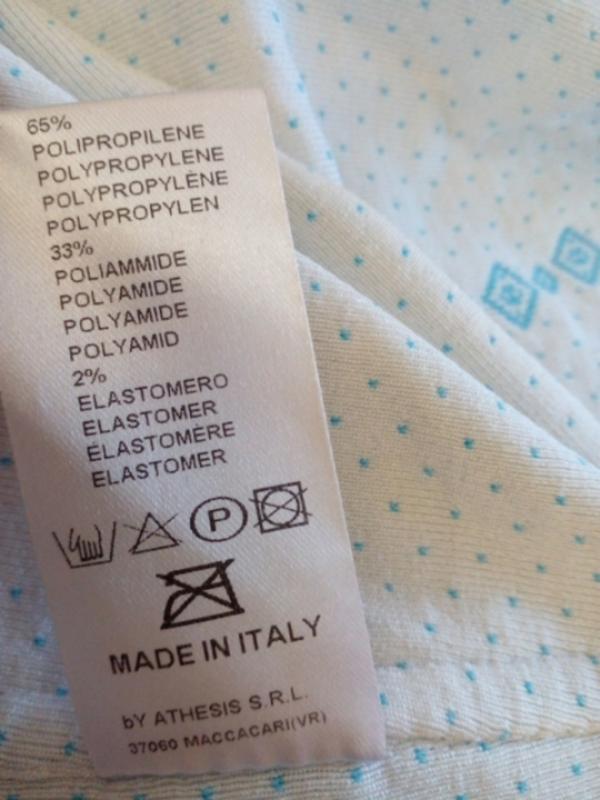 65%
POLIPROPILENE
POLYPROPYLENE
POLYPROPYLÈNE
POLYPROPYLEN
33%
POLIAMMIDE
POLYAMIDE
POLYAMIDE
POLYAMID
2%
ELASTOMERO
ELASTOMER
ÉLASTOMÈRE
ELASTOMER
P
MADE IN ITALY
bY ATHESIS S.R.L.
37060 MACCACARI(VR)